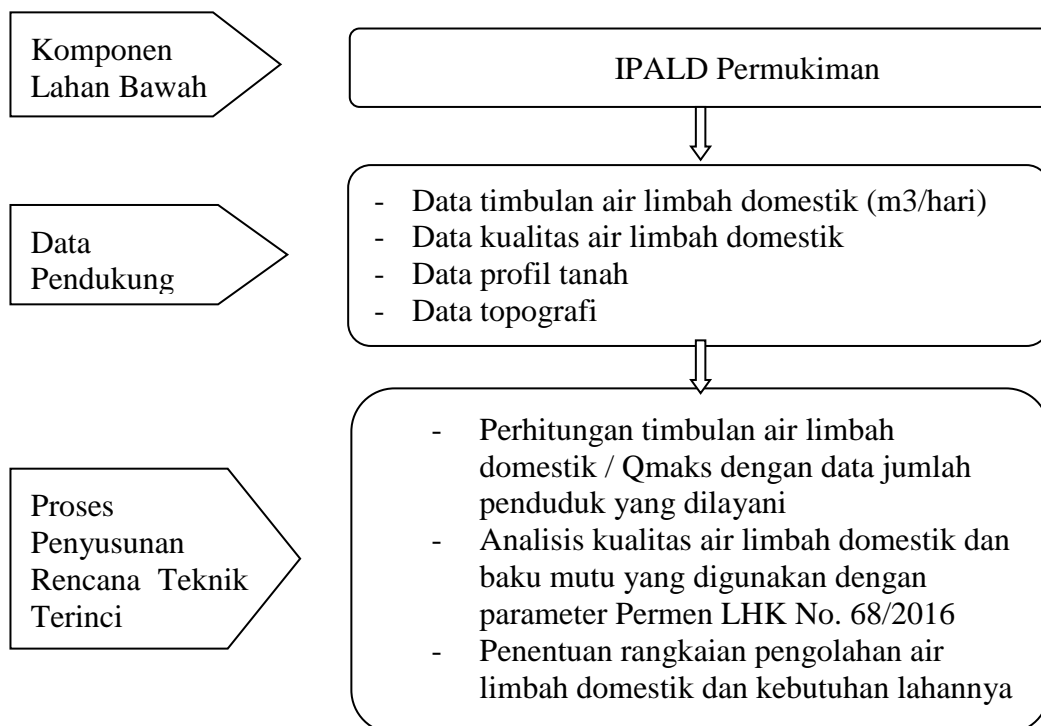 Komponen
Lahan Bawah
IPALD Permukiman
Data
Pendukung
- Data timbulan air limbah domestik (m3/hari)
- Data kualitas air limbah domestik
- Data profil tanah
- Data topografi
Proses
Penyusunan
Rencana Teknik
Terinci
- Perhitungan timbulan air limbah
domestik / Qmaks dengan data jumlah
penduduk yang dilayani
- Analisis kualitas air limbah domestik dan
baku mutu yang digunakan dengan
parameter Permen LHK No. 68/2016
- Penentuan rangkaian pengolahan air
limbah domestik dan kebutuhan lahannya